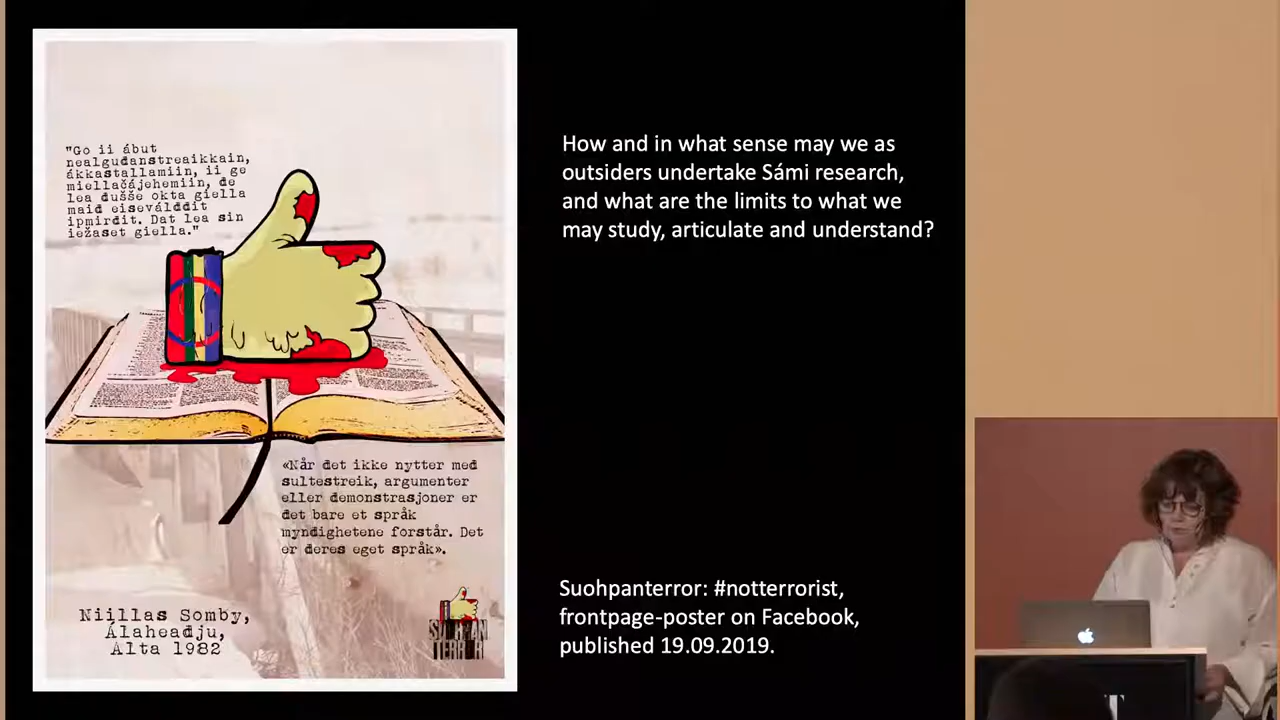 "Go ii ábut
nealgudanstreaikkain,
ákkastallamiin, ii ge
miellačájehemiin, de
lea dušše okta giella
maid eiseválddit
ipmirdit. Dat lea sin
iežaset giella."
«Når det ikke nytter med
sultestreik, argumenter
eller demonstrasjoner er
det bare et språk
myndighetene forstår. Det
er deres eget språk».
Niillas Somby,
Álaheadju,
Alta 1982
SUOHPAN
TERROR
How and in what sense may we as
outsiders undertake Sámi research,
and what are the limits to what we
may study, articulate and understand?
Suohpanterror: #notterrorist,
frontpage-poster on Facebook,
published 19.09.2019.